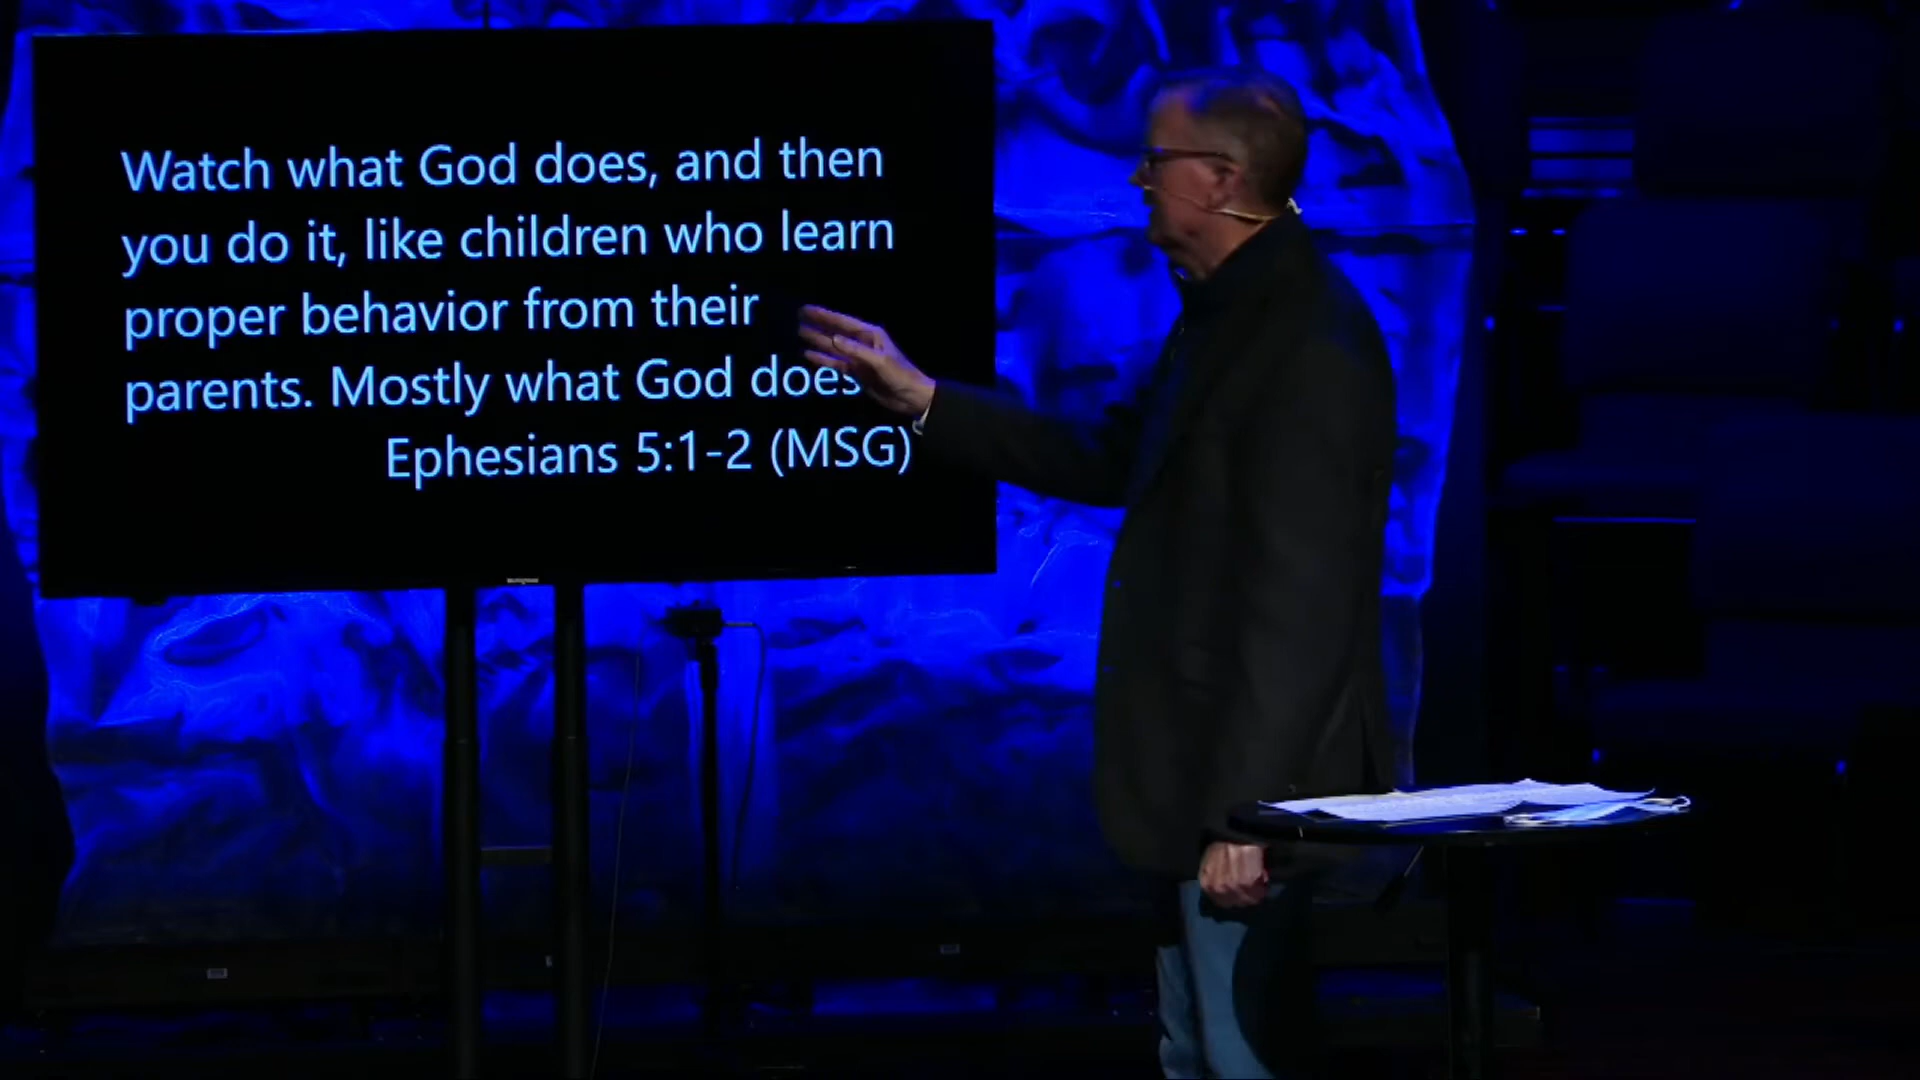 Watch what God does, and then
you do it, like children who learn
proper behavior from their
parents. Mostly what God does
Ephesians 5:1-2 (MSG)